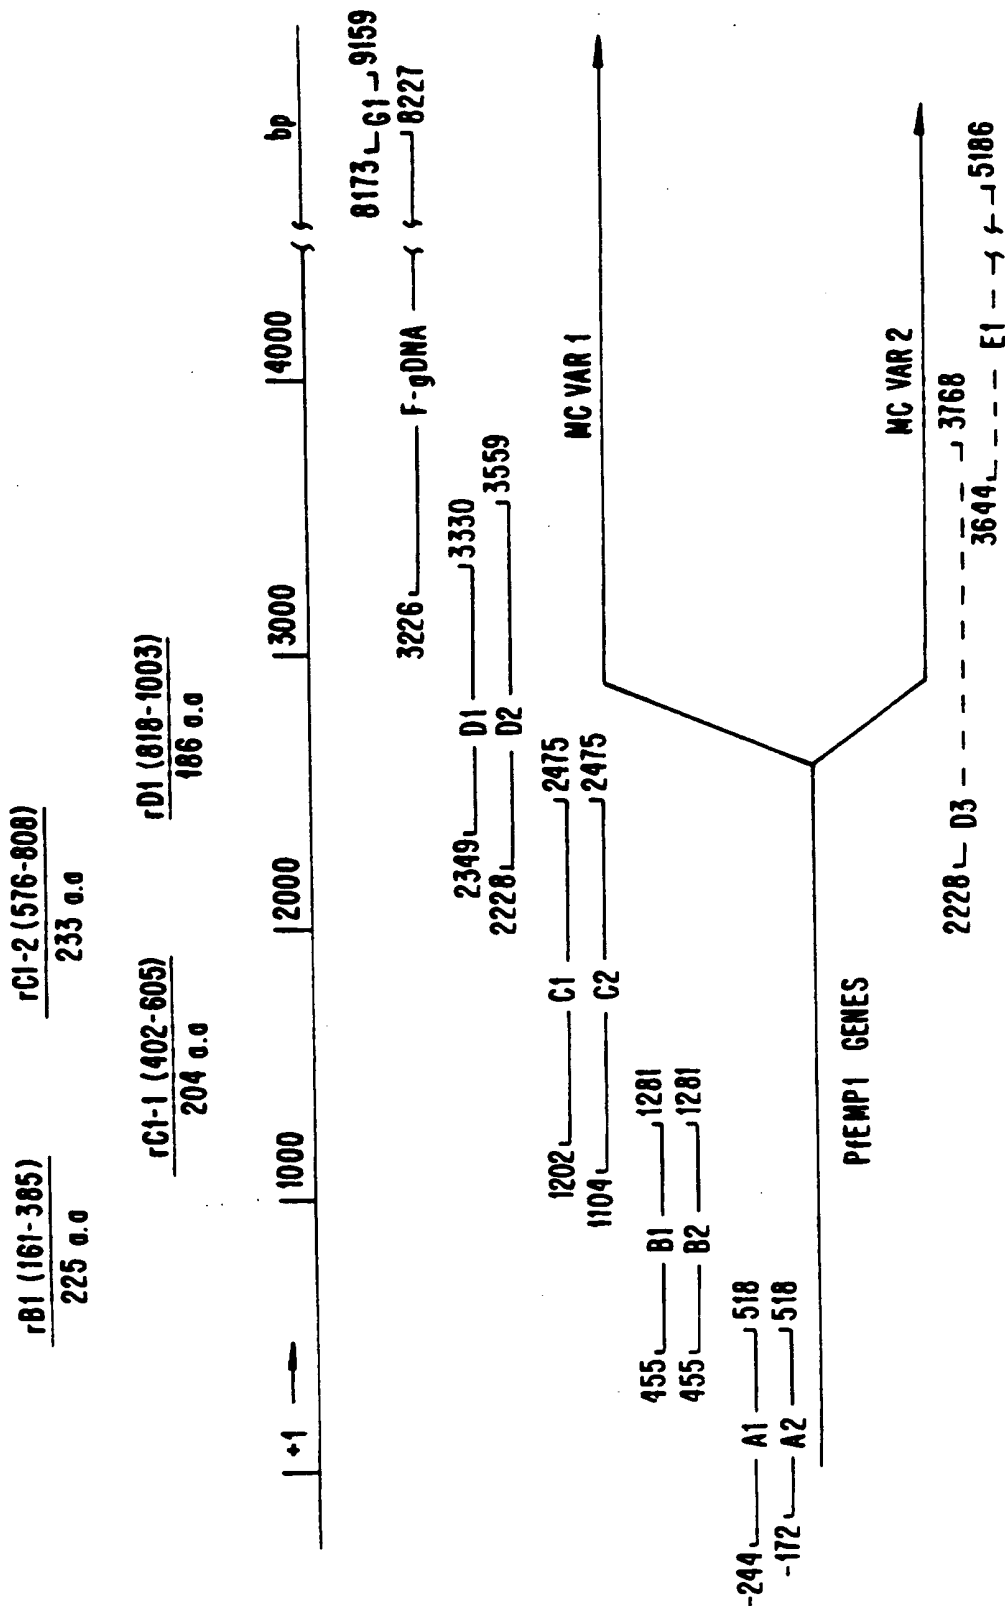 rB1 (161-385)
225 a.a
rC1-1 (402-605)
204 a.a
rC1-2 (576-808)
233 a.a
rD1 (818-1003)
186 a.a
+1
1000
2000
3000
4000
bp
8173 G1 9159
3226 F-gDNA 8227
2349 D1 3330
2228 D2 3559
1202 C1 2475
1104 C2 2475
455 B1 1281
455 B2 1281
-244 A1 518
-172 A2 518
MC VAR 1
PfEMP1 GENES
MC VAR 2
2228 D3 3768
3644 E1 5186